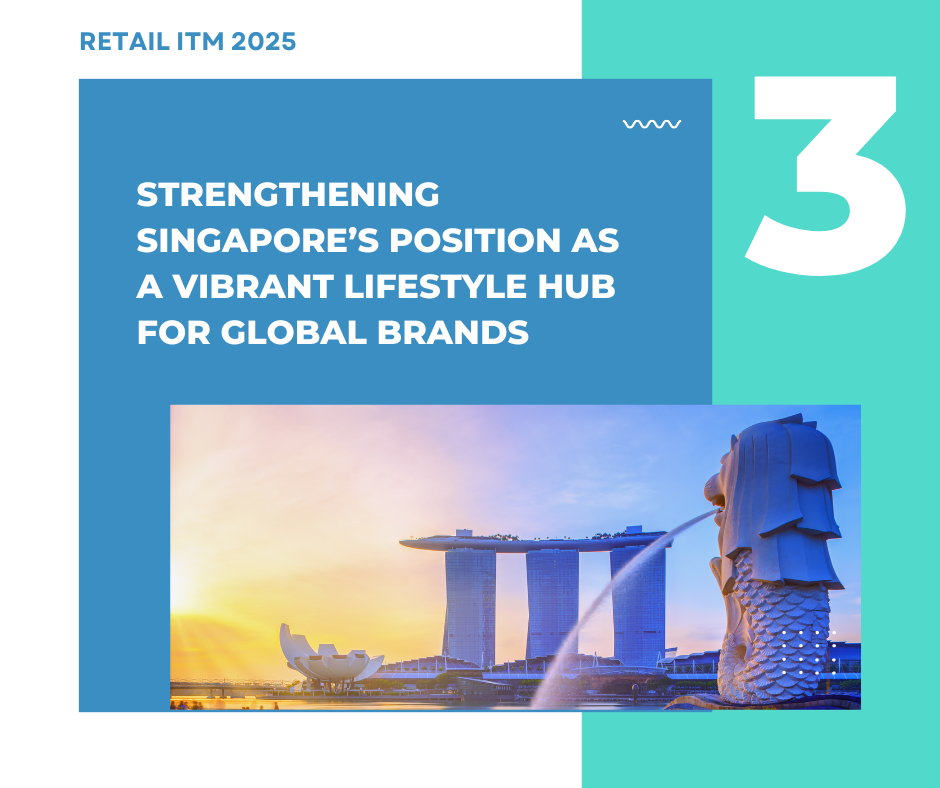 RETAIL ITM 2025
3
STRENGTHENING
SINGAPORE’S POSITION AS
A VIBRANT LIFESTYLE HUB
FOR GLOBAL BRANDS